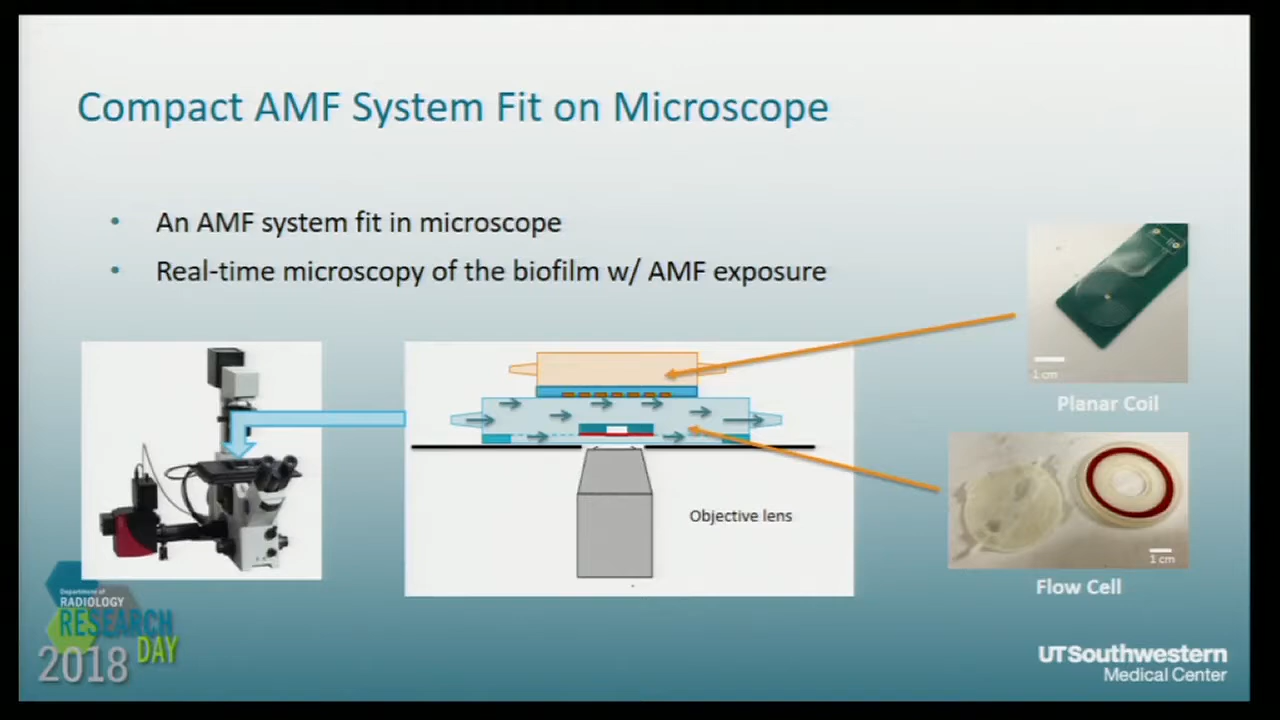 Compact AMF System Fit on Microscope
• An AMF system fit in microscope
• Real-time microscopy of the biofilm w/ AMF exposure
1 cm
Planar Coil
Objective lens
1 cm
Flow Cell
Department of
RADIOLOGY
RESEARCH
DAY
2018
UTSouthwestern
Medical Center